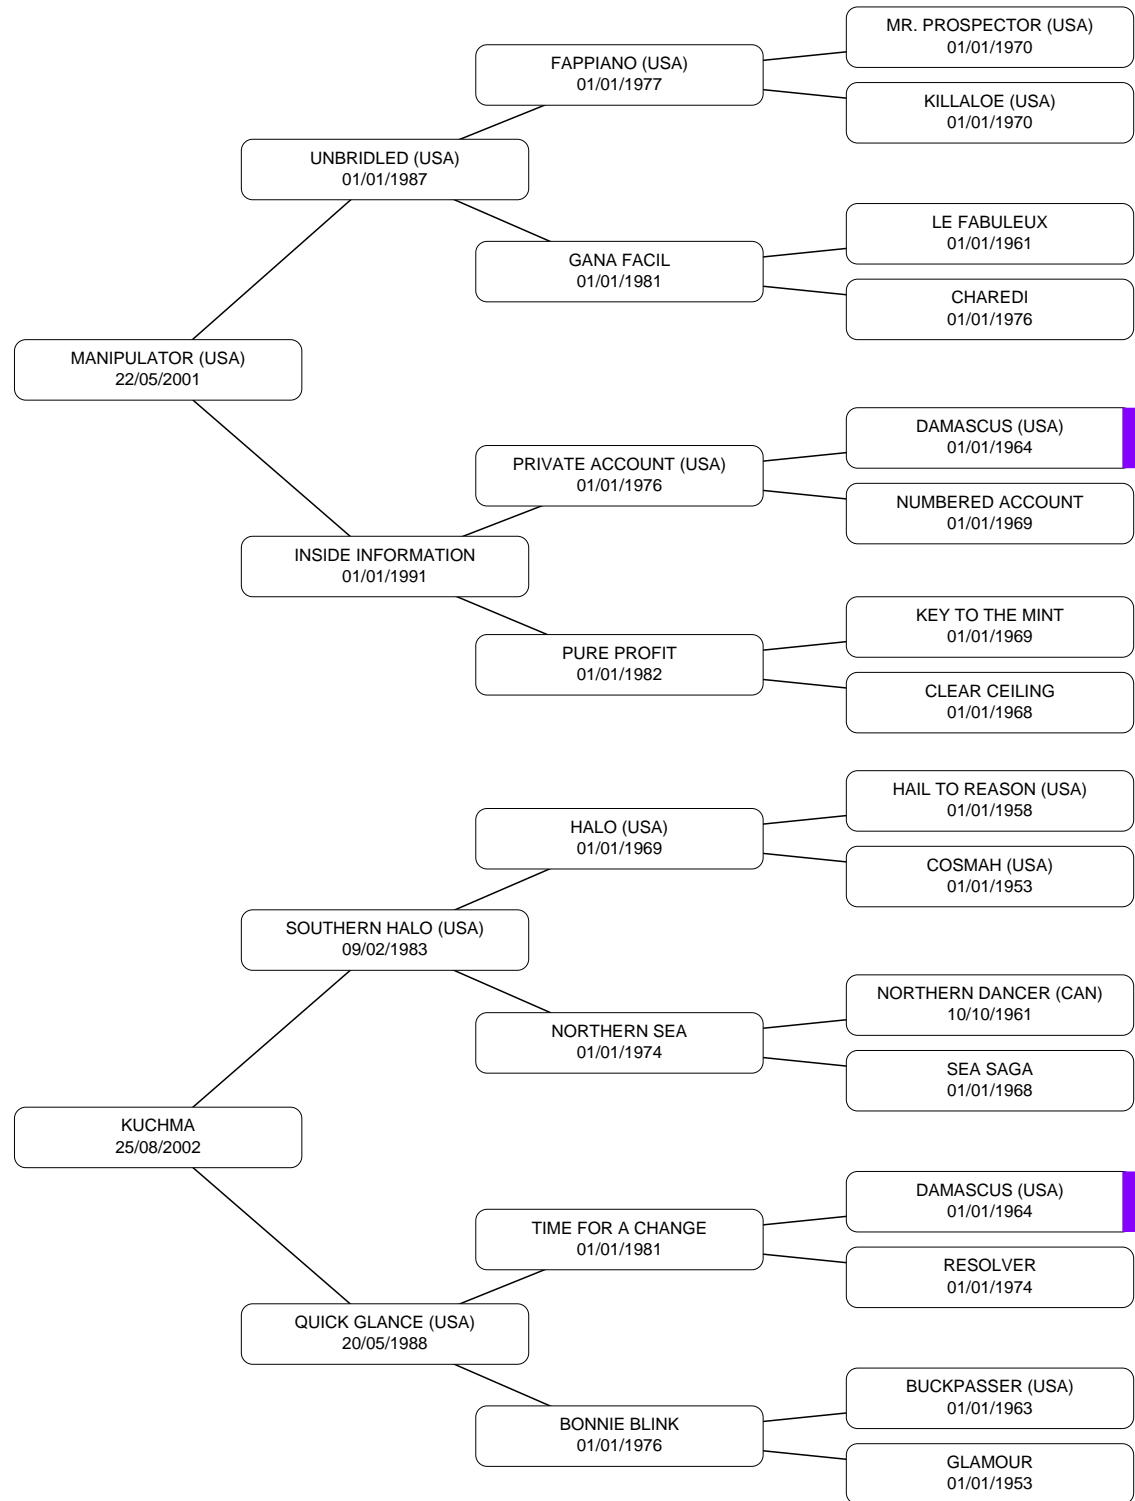 MR. PROSPECTOR (USA)
01/01/1970
FAPPIANO (USA)
01/01/1977
KILLALOE (USA)
01/01/1970
UNBRIDLED (USA)
01/01/1987
LE FABULEUX
01/01/1961
GANA FACIL
01/01/1981
CHAREDI
01/01/1976
MANIPULATOR (USA)
22/05/2001
DAMASCUS (USA)
01/01/1964
PRIVATE ACCOUNT (USA)
01/01/1976
NUMBERED ACCOUNT
01/01/1969
INSIDE INFORMATION
01/01/1991
KEY TO THE MINT
01/01/1969
PURE PROFIT
01/01/1982
CLEAR CEILING
01/01/1968
HAIL TO REASON (USA)
01/01/1958
HALO (USA)
01/01/1969
COSMAH (USA)
01/01/1953
SOUTHERN HALO (USA)
09/02/1983
NORTHERN DANCER (CAN)
10/10/1961
NORTHERN SEA
01/01/1974
SEA SAGA
01/01/1968
KUCHMA
25/08/2002
DAMASCUS (USA)
01/01/1964
TIME FOR A CHANGE
01/01/1981
RESOLVER
01/01/1974
QUICK GLANCE (USA)
20/05/1988
BUCKPASSER (USA)
01/01/1963
BONNIE BLINK
01/01/1976
GLAMOUR
01/01/1953